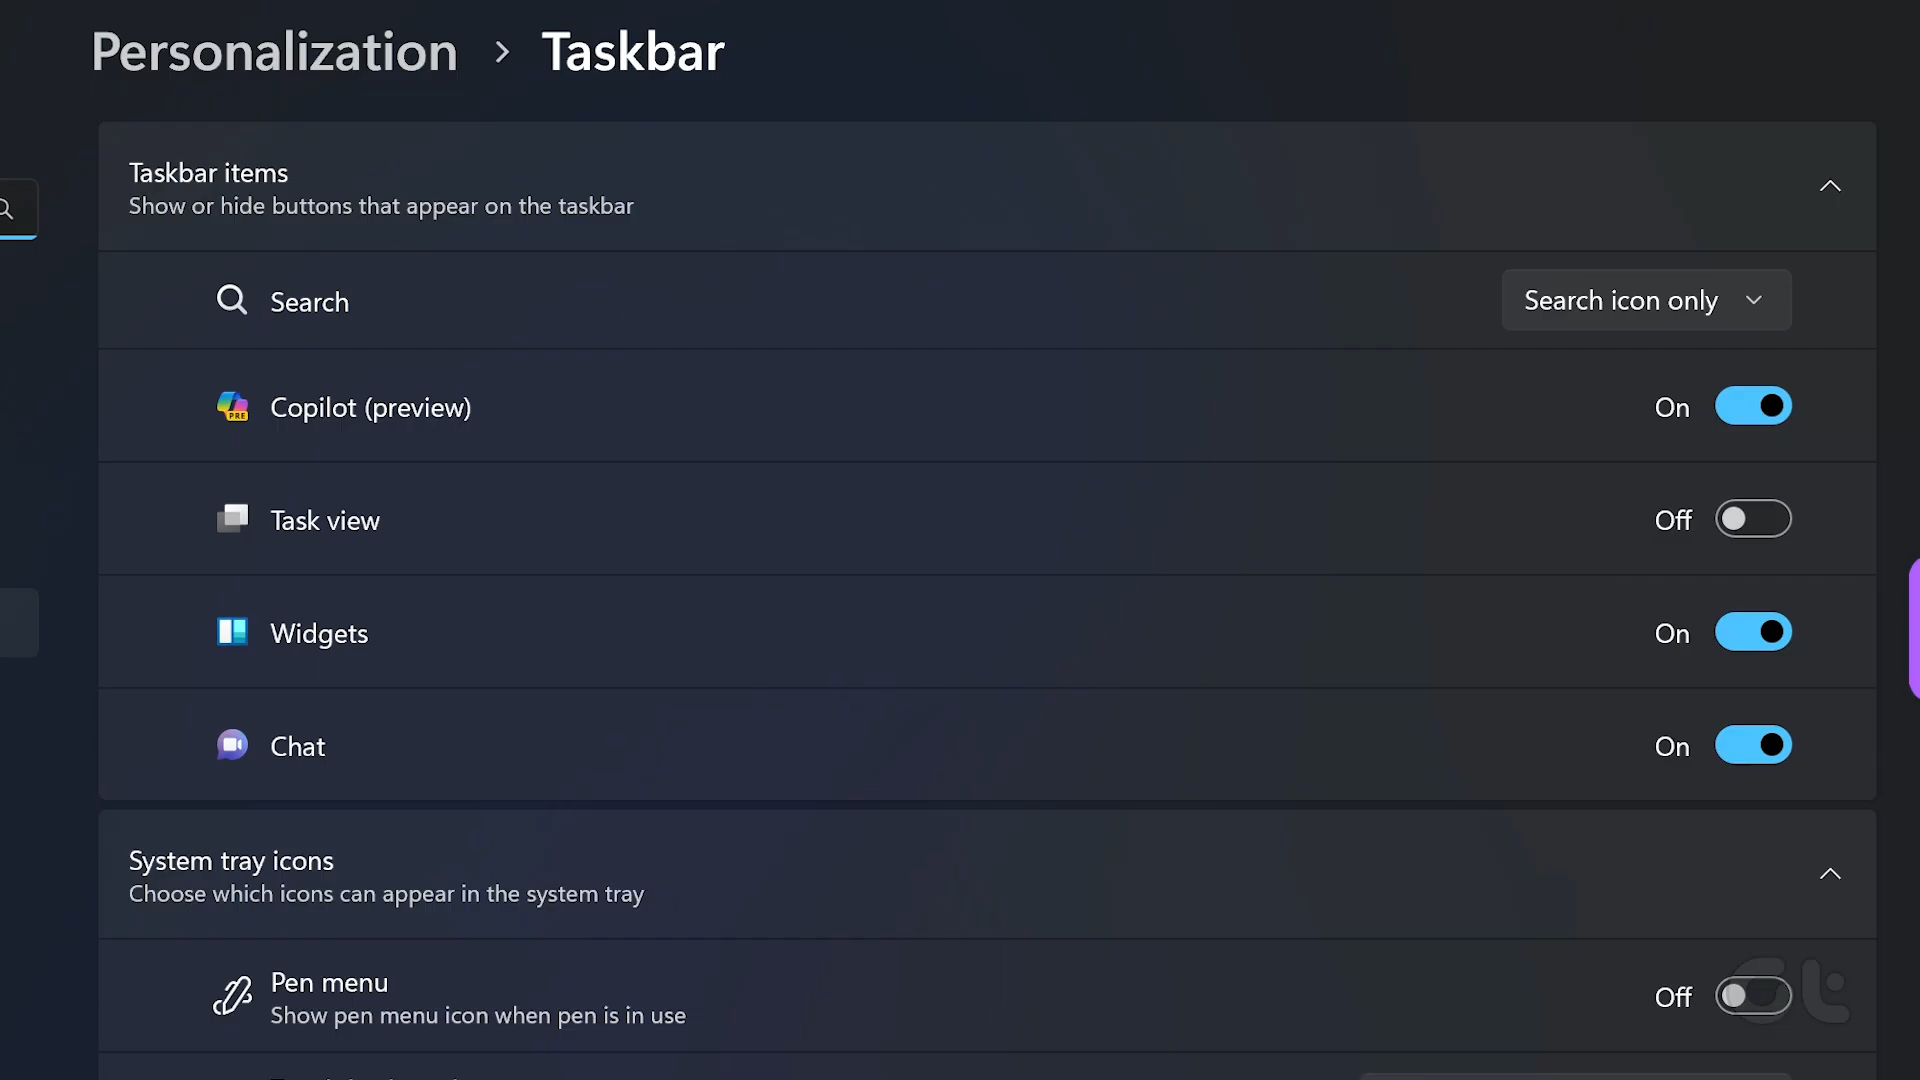 Personalization > Taskbar
Taskbar items
Show or hide buttons that appear on the taskbar
Search
Search icon only
PRE
Copilot (preview)
On
Task view
Off
Widgets
On
Chat
On
System tray icons
Choose which icons can appear in the system tray
Pen menu
Show pen menu icon when pen is in use
Off